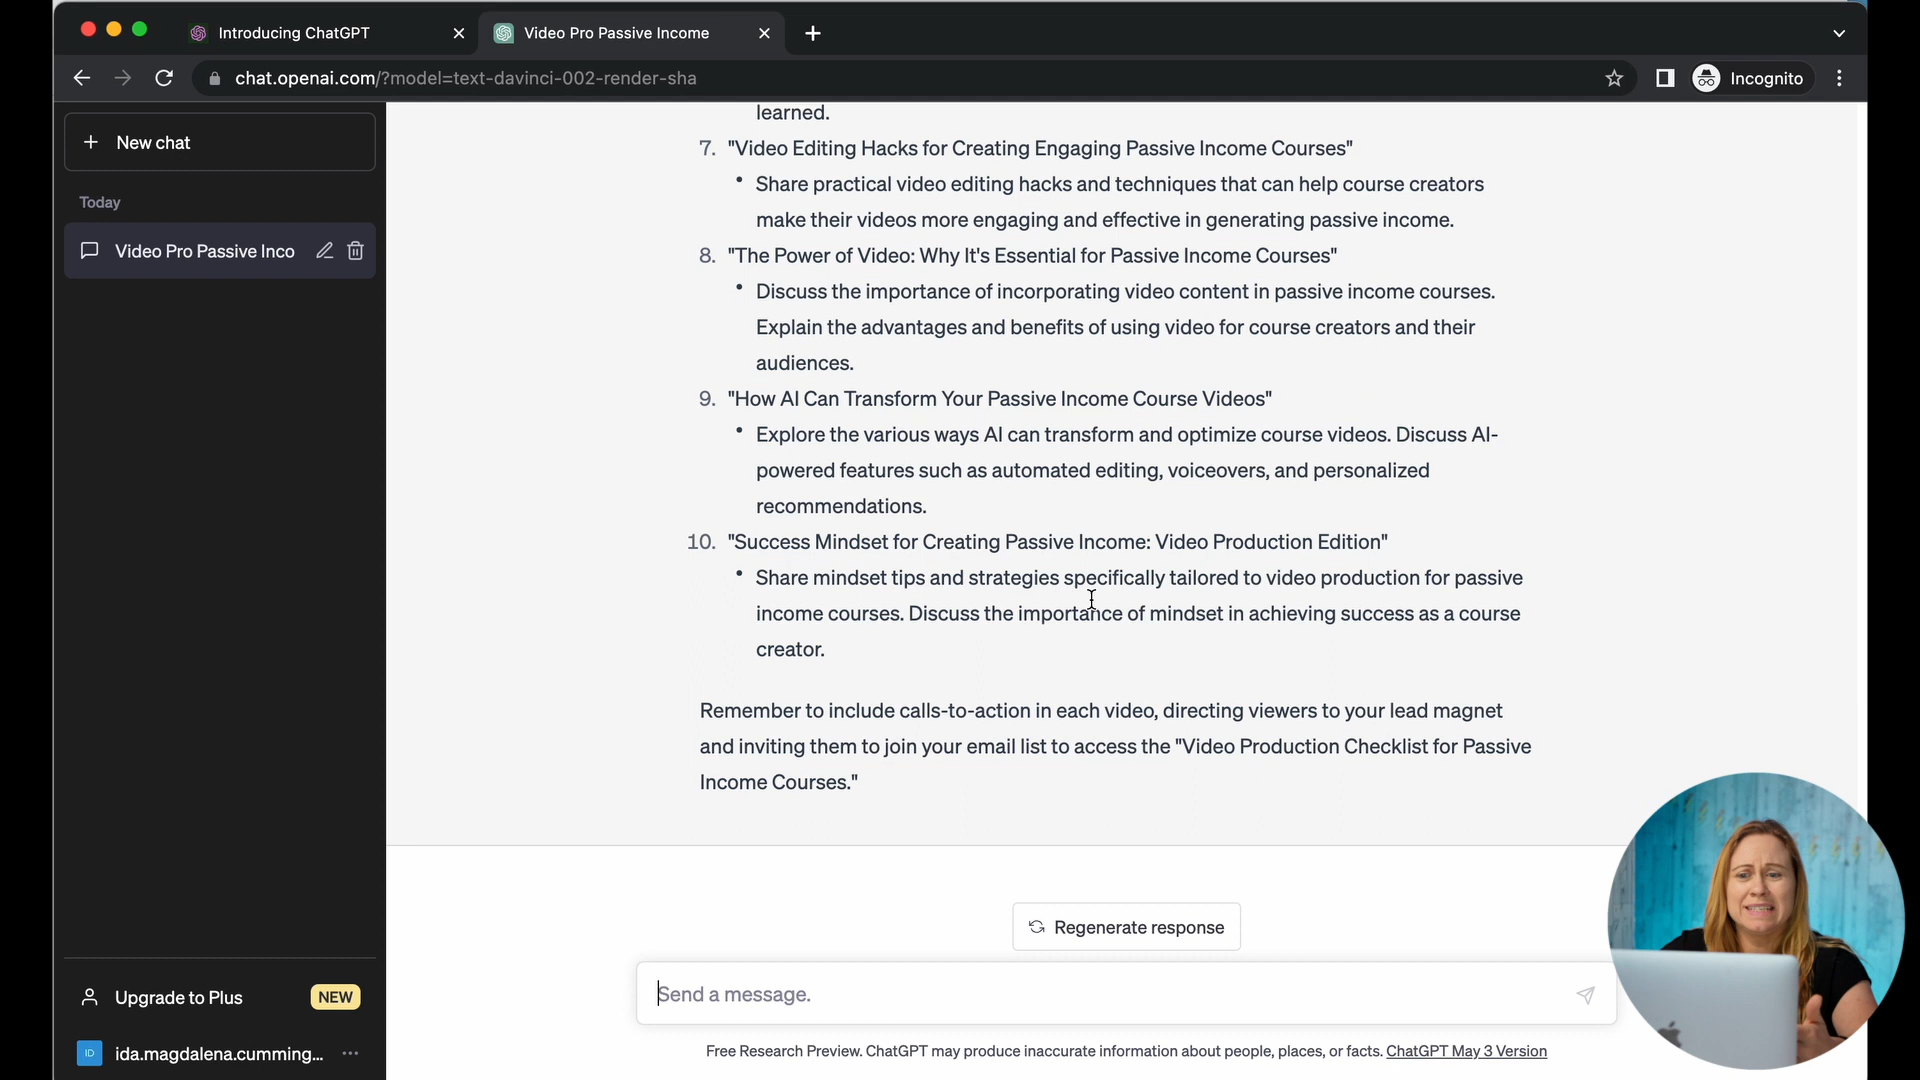 Introducing ChatGPT
Video Pro Passive Income
chat.openai.com/?model=text-davinci-002-render-sha
Incognito
New chat
Today
Video Pro Passive Inco
learned.
7. "Video Editing Hacks for Creating Engaging Passive Income Courses"
• Share practical video editing hacks and techniques that can help course creators
make their videos more engaging and effective in generating passive income.
8. "The Power of Video: Why It's Essential for Passive Income Courses"
• Discuss the importance of incorporating video content in passive income courses.
Explain the advantages and benefits of using video for course creators and their
audiences.
9. "How AI Can Transform Your Passive Income Course Videos"
• Explore the various ways AI can transform and optimize course videos. Discuss AI-
powered features such as automated editing, voiceovers, and personalized
recommendations.
10. "Success Mindset for Creating Passive Income: Video Production Edition"
• Share mindset tips and strategies specifically tailored to video production for passive
income courses. Discuss the importance of mindset in achieving success as a course
creator.
Remember to include calls-to-action in each video, directing viewers to your lead magnet
and inviting them to join your email list to access the "Video Production Checklist for Passive
Income Courses."
Regenerate response
Send a message.
Free Research Preview. ChatGPT may produce inaccurate information about people, places, or facts. ChatGPT May 3 Version
Upgrade to Plus NEW
ID ida.magdalena.cumming...